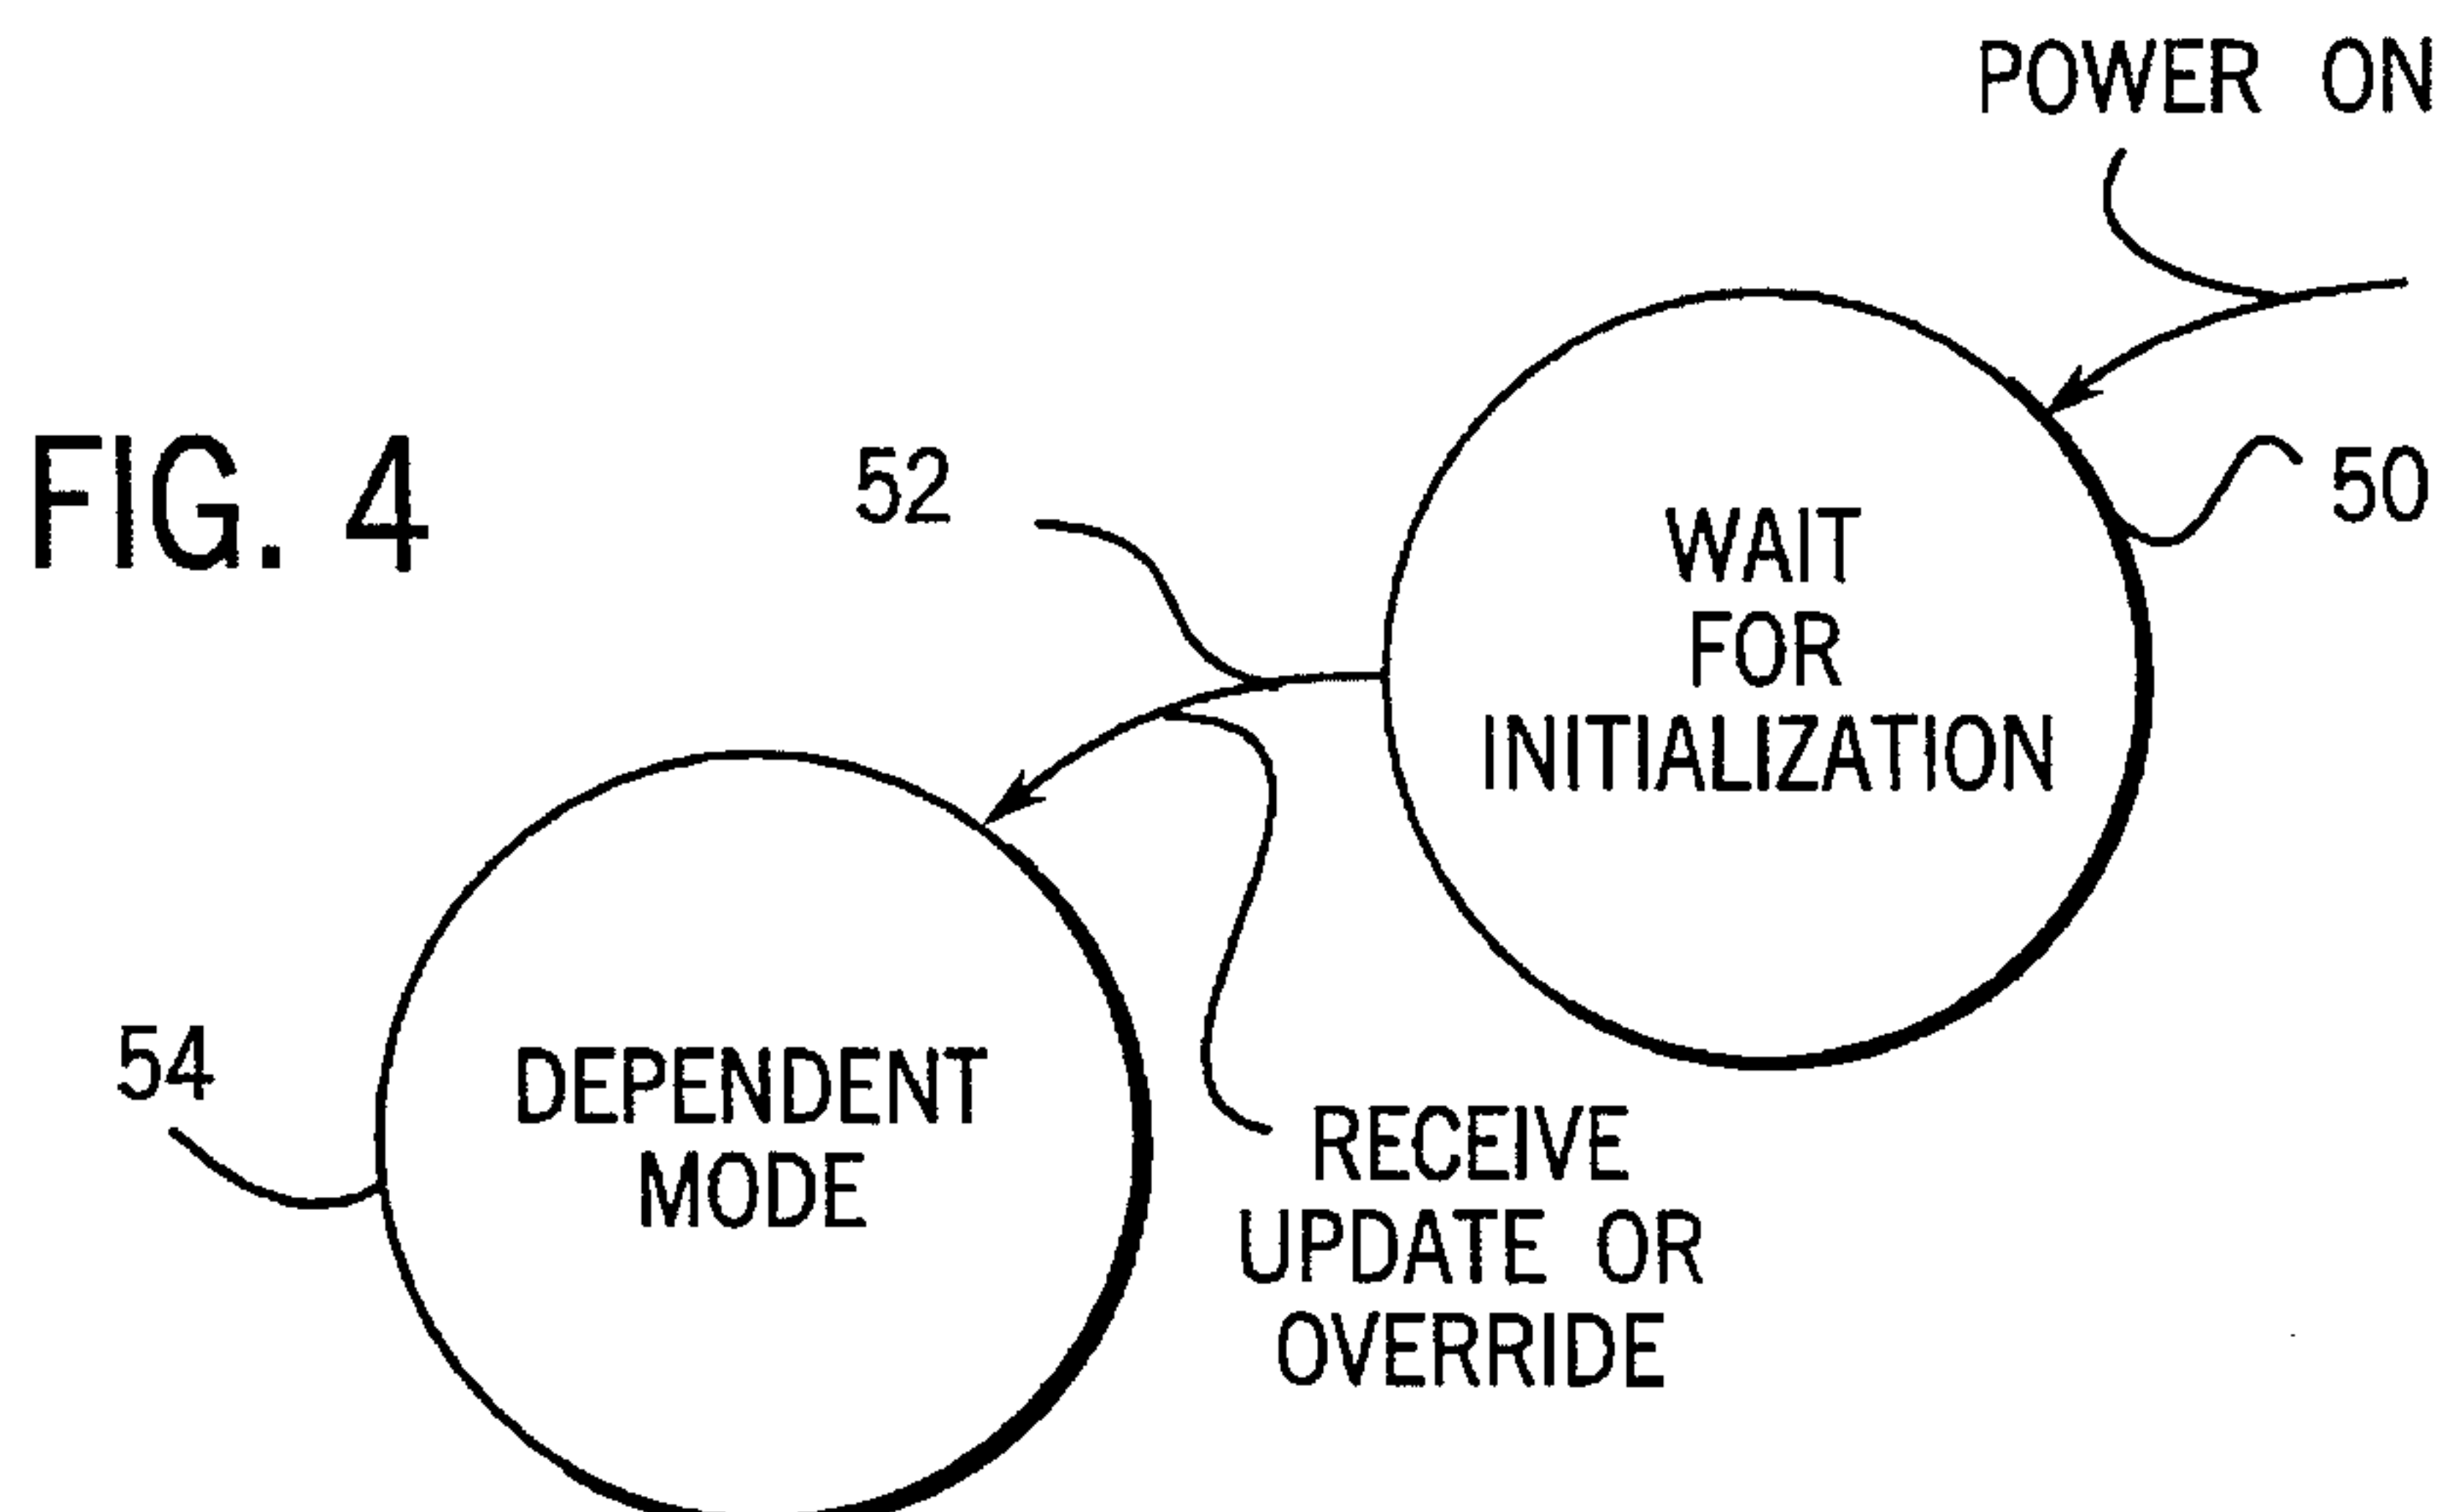 POWER ON
FIG. 4
52
50
WAIT
FOR
INITIALIZATION
54
DEPENDENT
MODE
RECEIVE
UPDATE OR
OVERRIDE